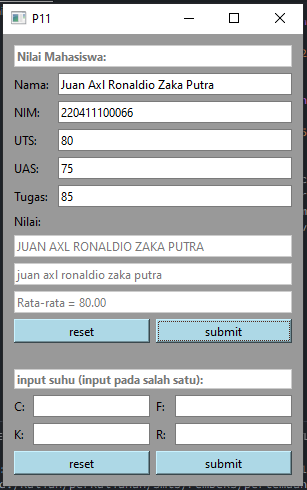 P11
Nilai Mahasiswa:
Nama: Juan Axl Ronaldio Zaka Putra
NIM: 220411100066
UTS: 80
UAS: 75
Tugas: 85
Nilai:
JUAN AXL RONALDIO ZAKA PUTRA
juan axl ronaldio zaka putra
Rata-rata = 80.00
reset submit
input suhu (input pada salah satu):
C: F:
K: R:
reset submit